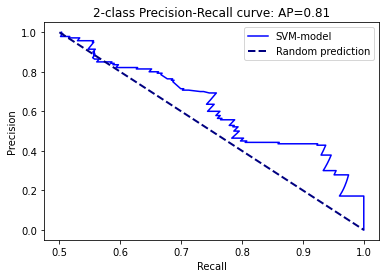 2-class Precision-Recall curve: AP=0.81
SVM-model
Random prediction
Precision
1.0
0.8
0.6
0.4
0.2
0.0
0.5
0.6
0.7
0.8
0.9
1.0
Recall